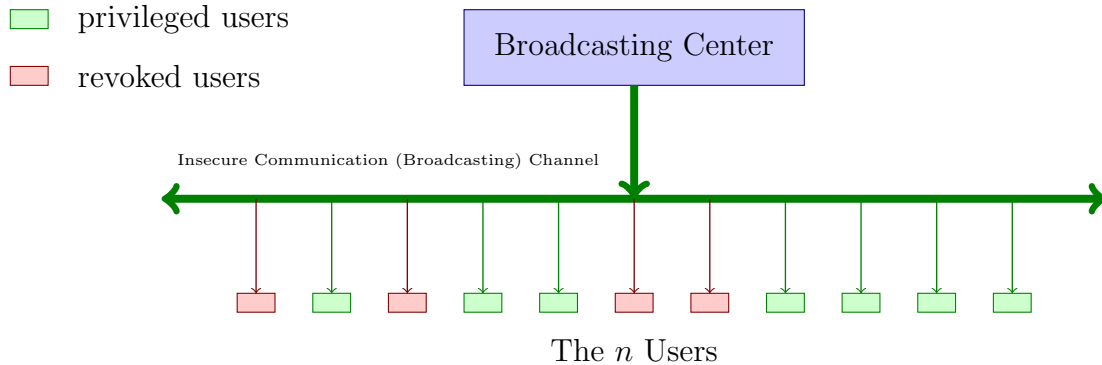 privileged users
revoked users
Broadcasting Center
Insecure Communication (Broadcasting) Channel
The n Users